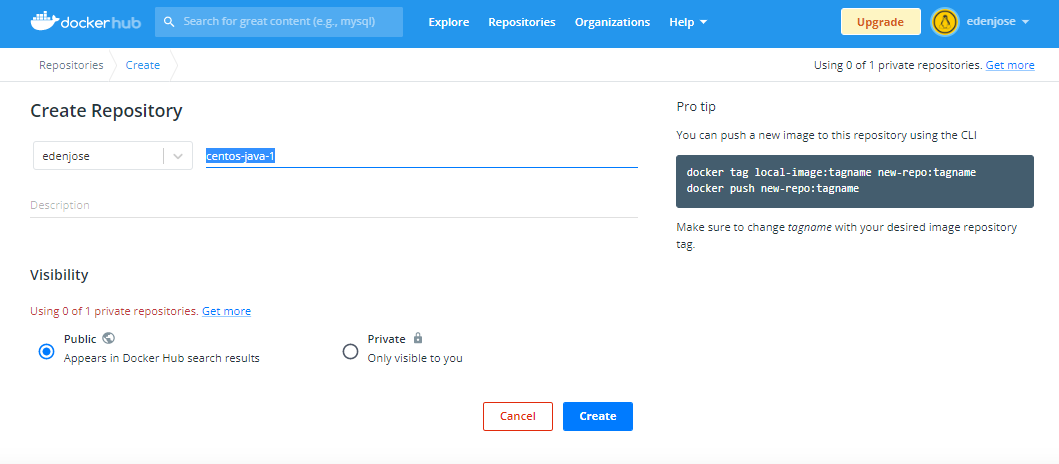 dockerhub Search for great content (e.g., mysql) Explore Repositories Organizations Help Upgrade edenjose
Repositories Create Using 0 of 1 private repositories. Get more
Create Repository
edenjose centos-java-1
Description
Visibility
Using 0 of 1 private repositories. Get more
Public
Appears in Docker Hub search results
Private
Only visible to you
Cancel Create
Pro tip
You can push a new image to this repository using the CLI
docker tag local-image:tagname new-repo:tagname
docker push new-repo:tagname
Make sure to change tagname with your desired image repository
tag.